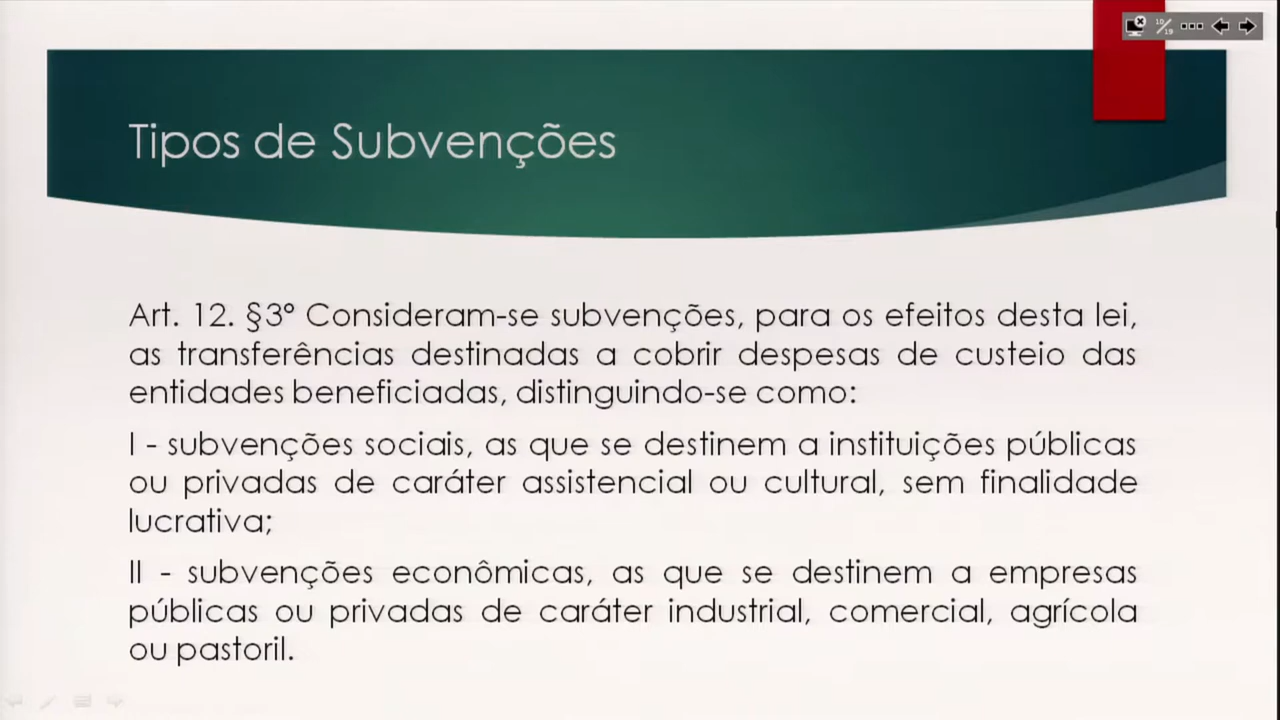 10/19
Tipos de Subvenções
Art. 12. §3º Consideram-se subvenções, para os efeitos desta lei,
as transferências destinadas a cobrir despesas de custeio das
entidades beneficiadas, distinguindo-se como:
I - subvenções sociais, as que se destinem a instituições públicas
ou privadas de caráter assistencial ou cultural, sem finalidade
lucrativa;
II - subvenções econômicas, as que se destinem a empresas
públicas ou privadas de caráter industrial, comercial, agrícola
ou pastoril.